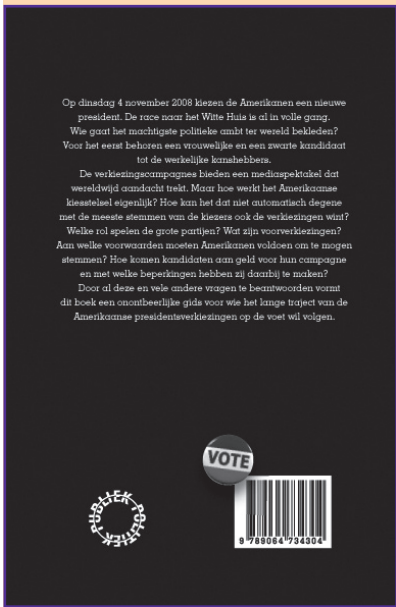 Op dinsdag 4 november 2008 kiezen de Amerikanen een nieuwe
president. De race naar het Witte Huis is al in volle gang.
Wie gaat het machtigste politieke ambt ter wereld bekleden?
Voor het eerst behoren een vrouwelijke en een zwarte kandidaat
tot de werkelijke kanshebbers.
De verkiezingscampagnes bieden een mediaspektakel dat
wereldwijd aandacht trekt. Maar hoe werkt het Amerikaanse
kiesstelsel eigenlijk? Hoe kan het dat niet automatisch degene
met de meeste stemmen van de kiezers ook de verkiezingen wint?
Welke rol spelen de grote partijen? Wat zijn voorverkiezingen?
Aan welke voorwaarden moeten Amerikanen voldoen om te mogen
stemmen? Hoe komen kandidaten aan geld voor hun campagne
en met welke beperkingen hebben zij daarbij te maken?
Door al deze en vele andere vragen te beantwoorden vormt
dit boek een onontbeerlijke gids voor wie het lange traject van de
Amerikaanse presidentsverkiezingen op de voet wil volgen.
VOTE
PUBLIEK POLITIEK
9 789064 734304